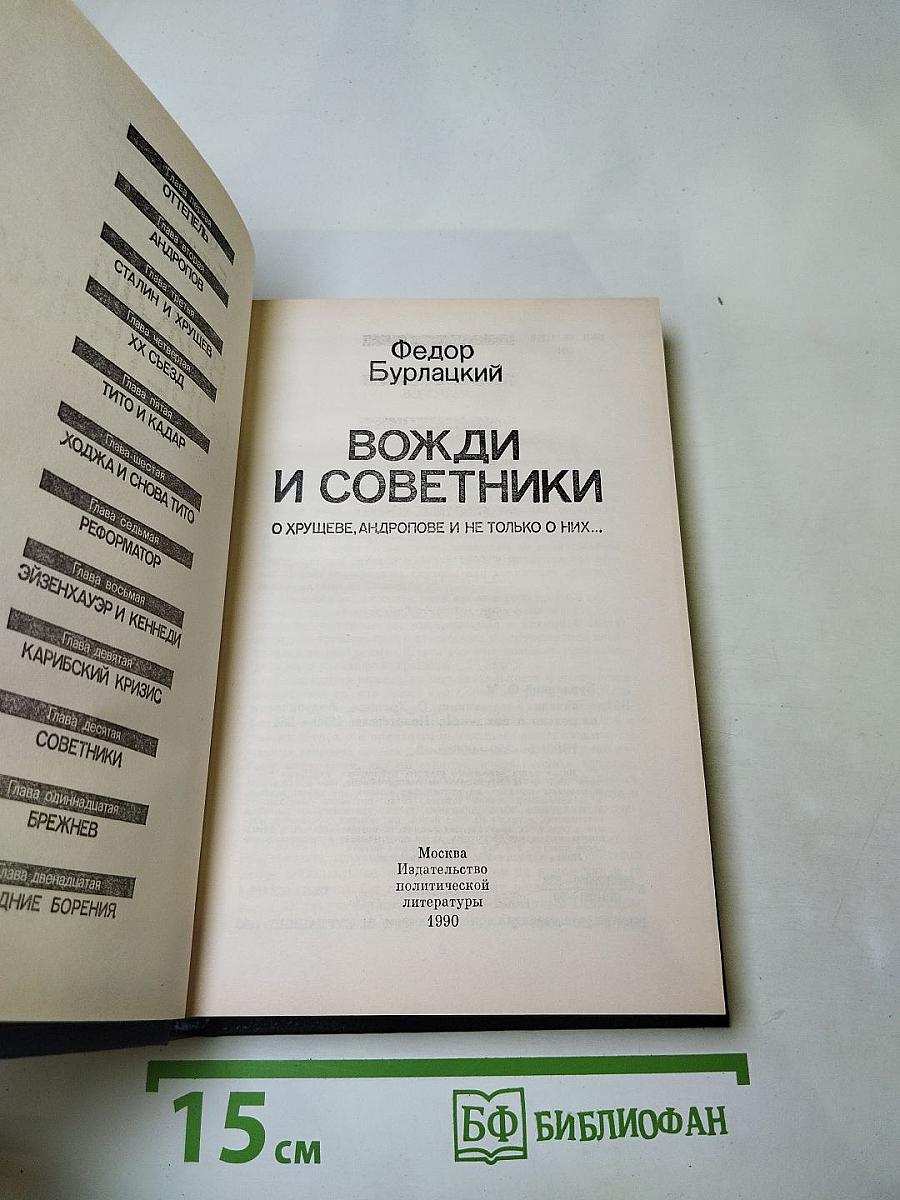 Глава первая
ОТТЕПЕЛЬ
Глава вторая
АНДРОПОВ
Глава третья
СТАЛИН И ХРУЩЕВ
Глава четвертая
XX СЪЕЗД
Глава пятая
ТИТО И КАДАР
Глава шестая
ХОДЖА И СНОВА ТИТО
Глава седьмая
РЕФОРМАТОР
Глава восьмая
ЭЙЗЕНХАУЭР И КЕННЕДИ
Глава девятая
КАРИБСКИЙ КРИЗИС
Глава десятая
СОВЕТНИКИ
Глава одиннадцатая
БРЕЖНЕВ
лава двенадцатая
ДНИЕ БОРЕНИЯ
Федор
Бурлацкий
ВОЖДИ
И СОВЕТНИКИ
О ХРУЩЕВЕ, АНДРОПОВЕ И НЕ ТОЛЬКО О НИХ...
Москва
Издательство
политической
литературы
1990
15 см
БФ БИБЛИОФАН